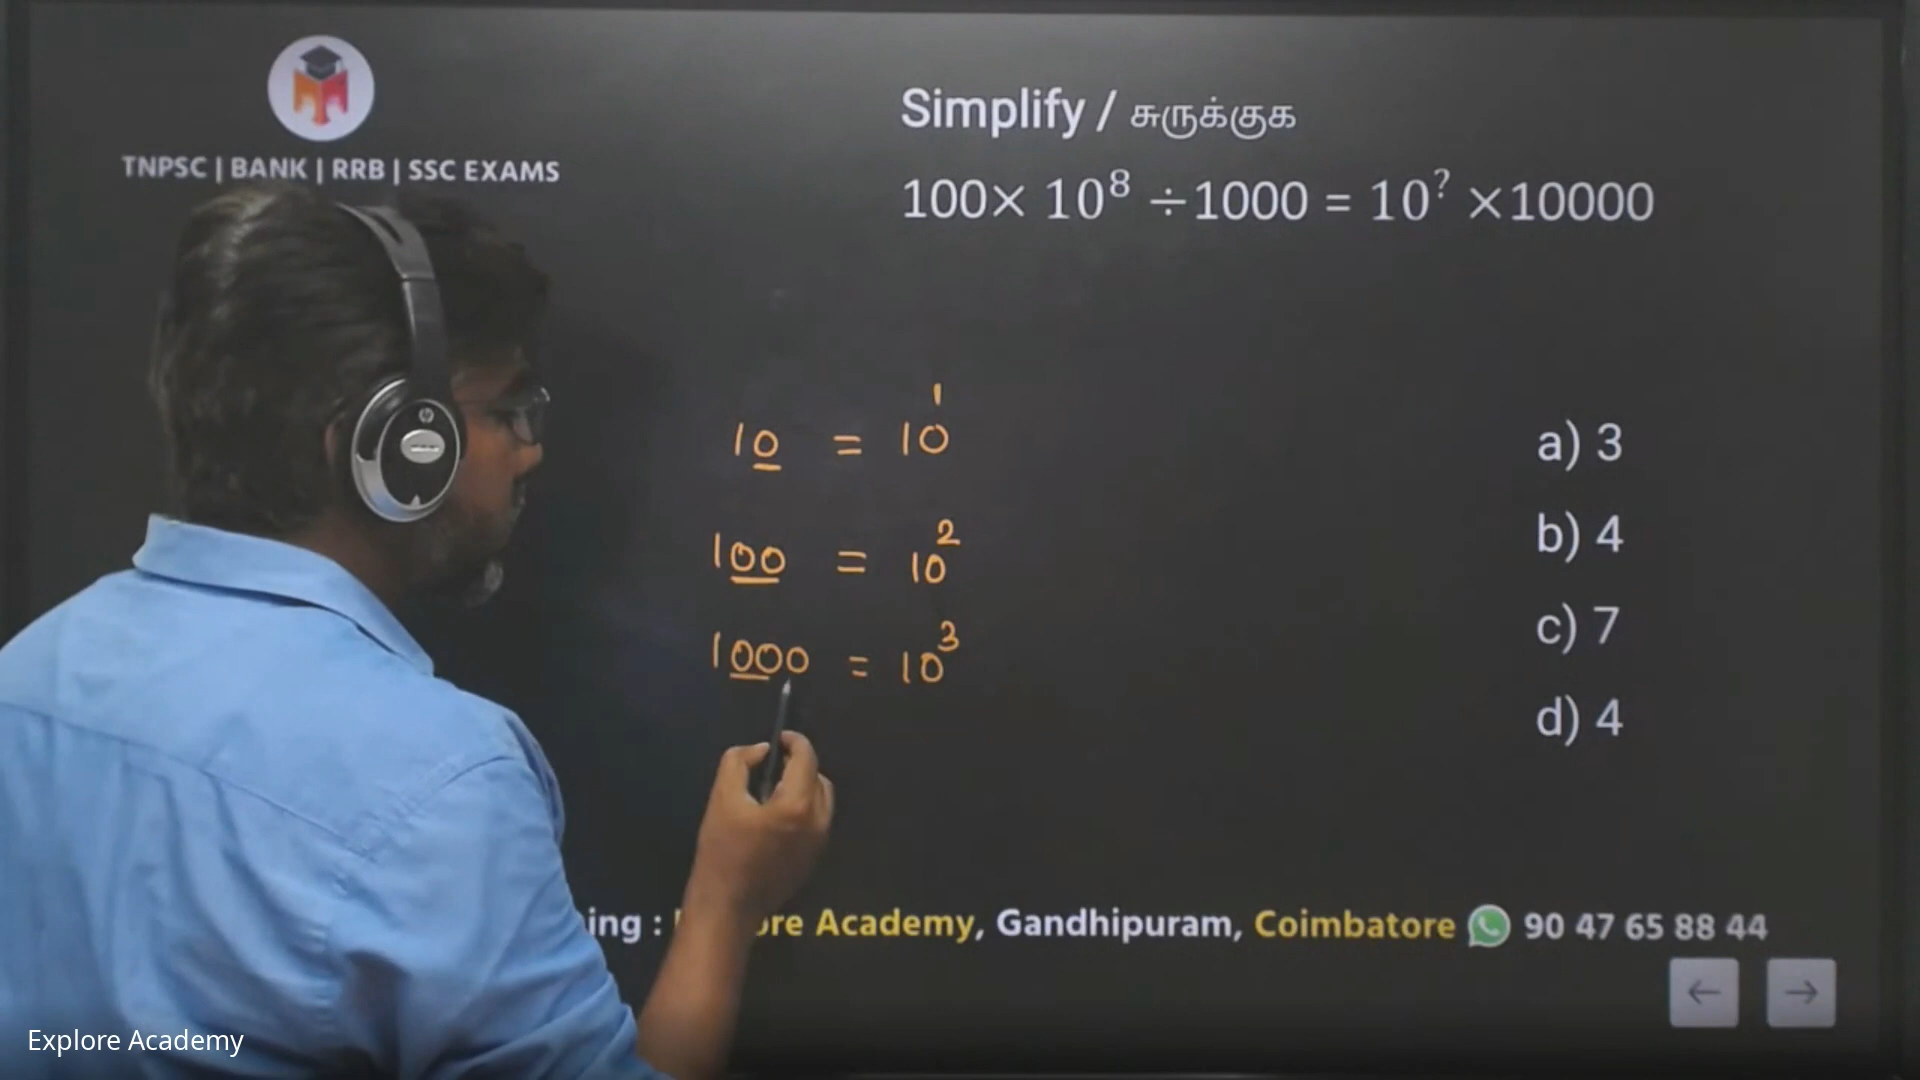 TNPSC | BANK | RRB | SSC EXAMS
Simplify / சுருக்குக
100× 10⁸ ÷1000 = 10^? ×10000
10 = 10¹
100 = 10²
1000 = 10³
a) 3
b) 4
c) 7
d) 4
Academy, Gandhipuram, Coimbatore 90 47 65 88 44
Explore Academy